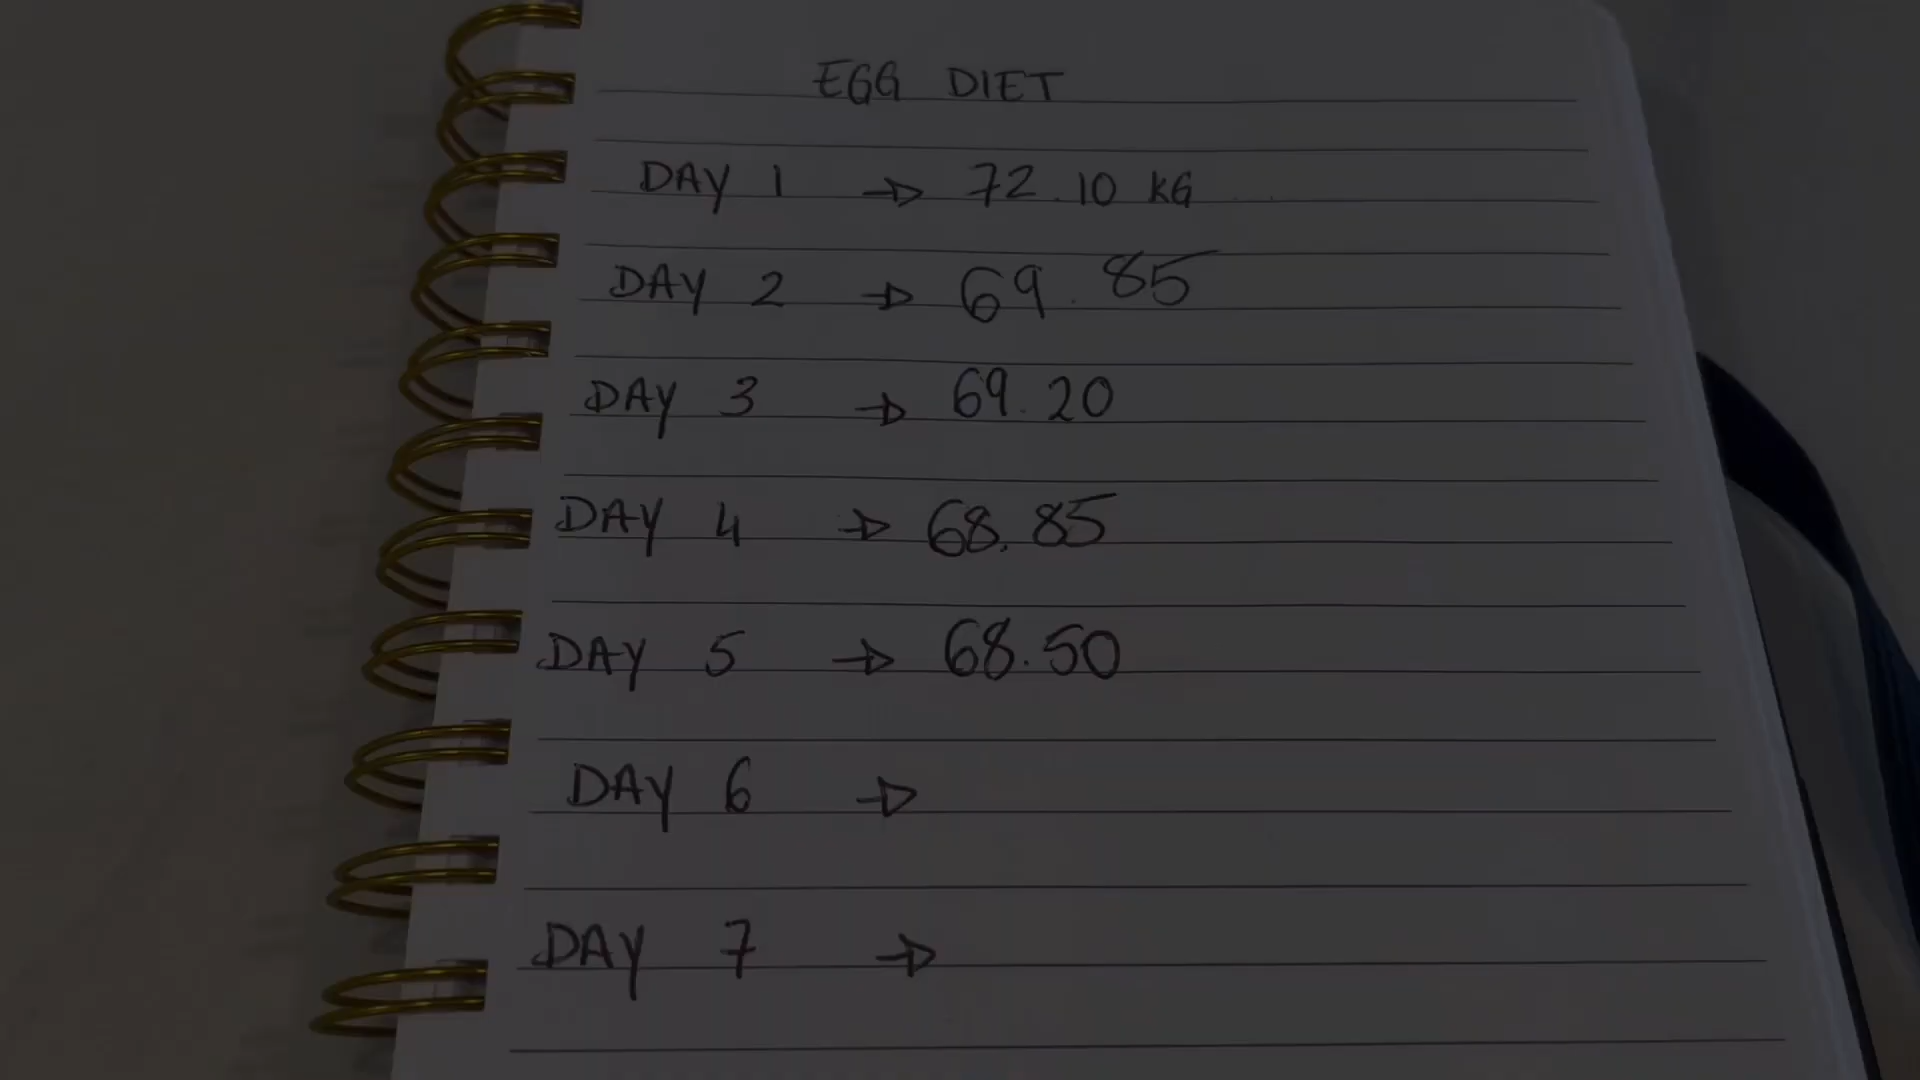 EGG DIET
DAY 1 → 72.10 KG
DAY 2 → 69.85
DAY 3 → 69.20
DAY 4 → 68.85
DAY 5 → 68.50
DAY 6 →
DAY 7 →